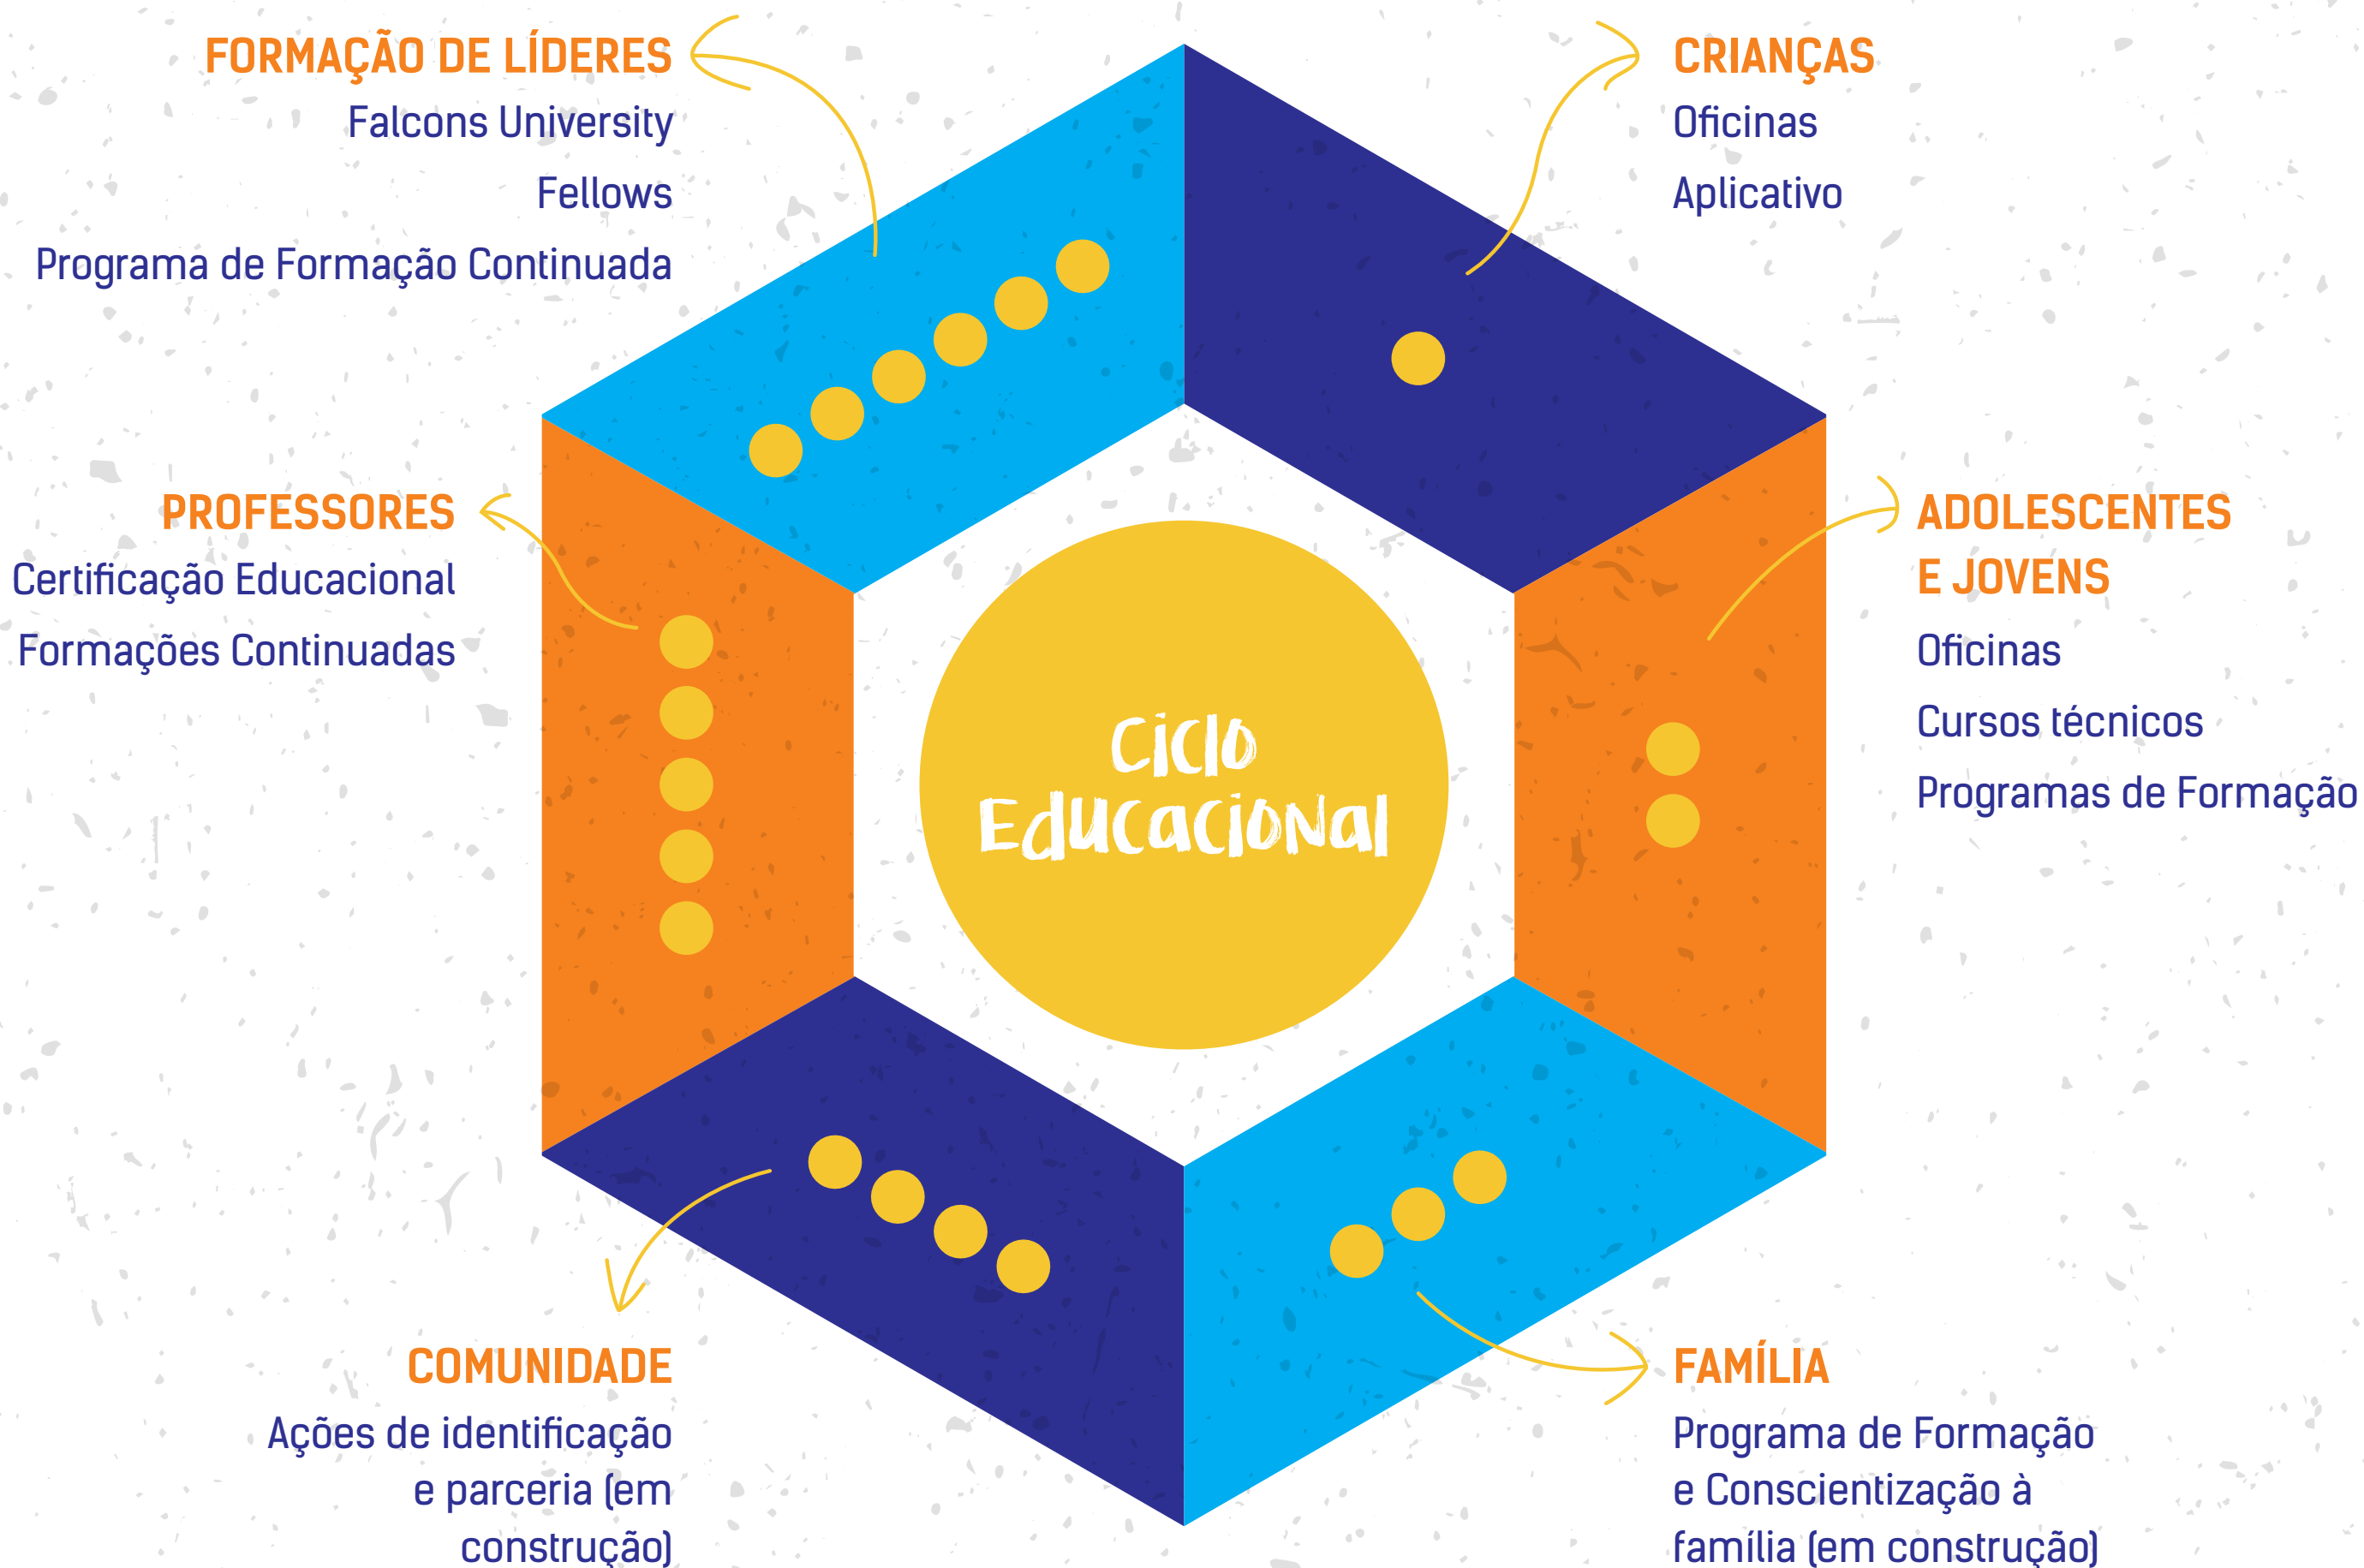 FORMAÇÃO DE LÍDERES
Falcons University
Fellows
Programa de Formação Continuada
CRIANÇAS
Oficinas
Aplicativo
PROFESSORES
Certificação Educacional
Formações Continuadas
ADOLESCENTES
E JOVENS
Oficinas
Cursos técnicos
Programas de Formação
Ciclo
Educacional
COMUNIDADE
Ações de identificação
e parceria (em
construção)
FAMÍLIA
Programa de Formação
e Conscientização à
família (em construção)